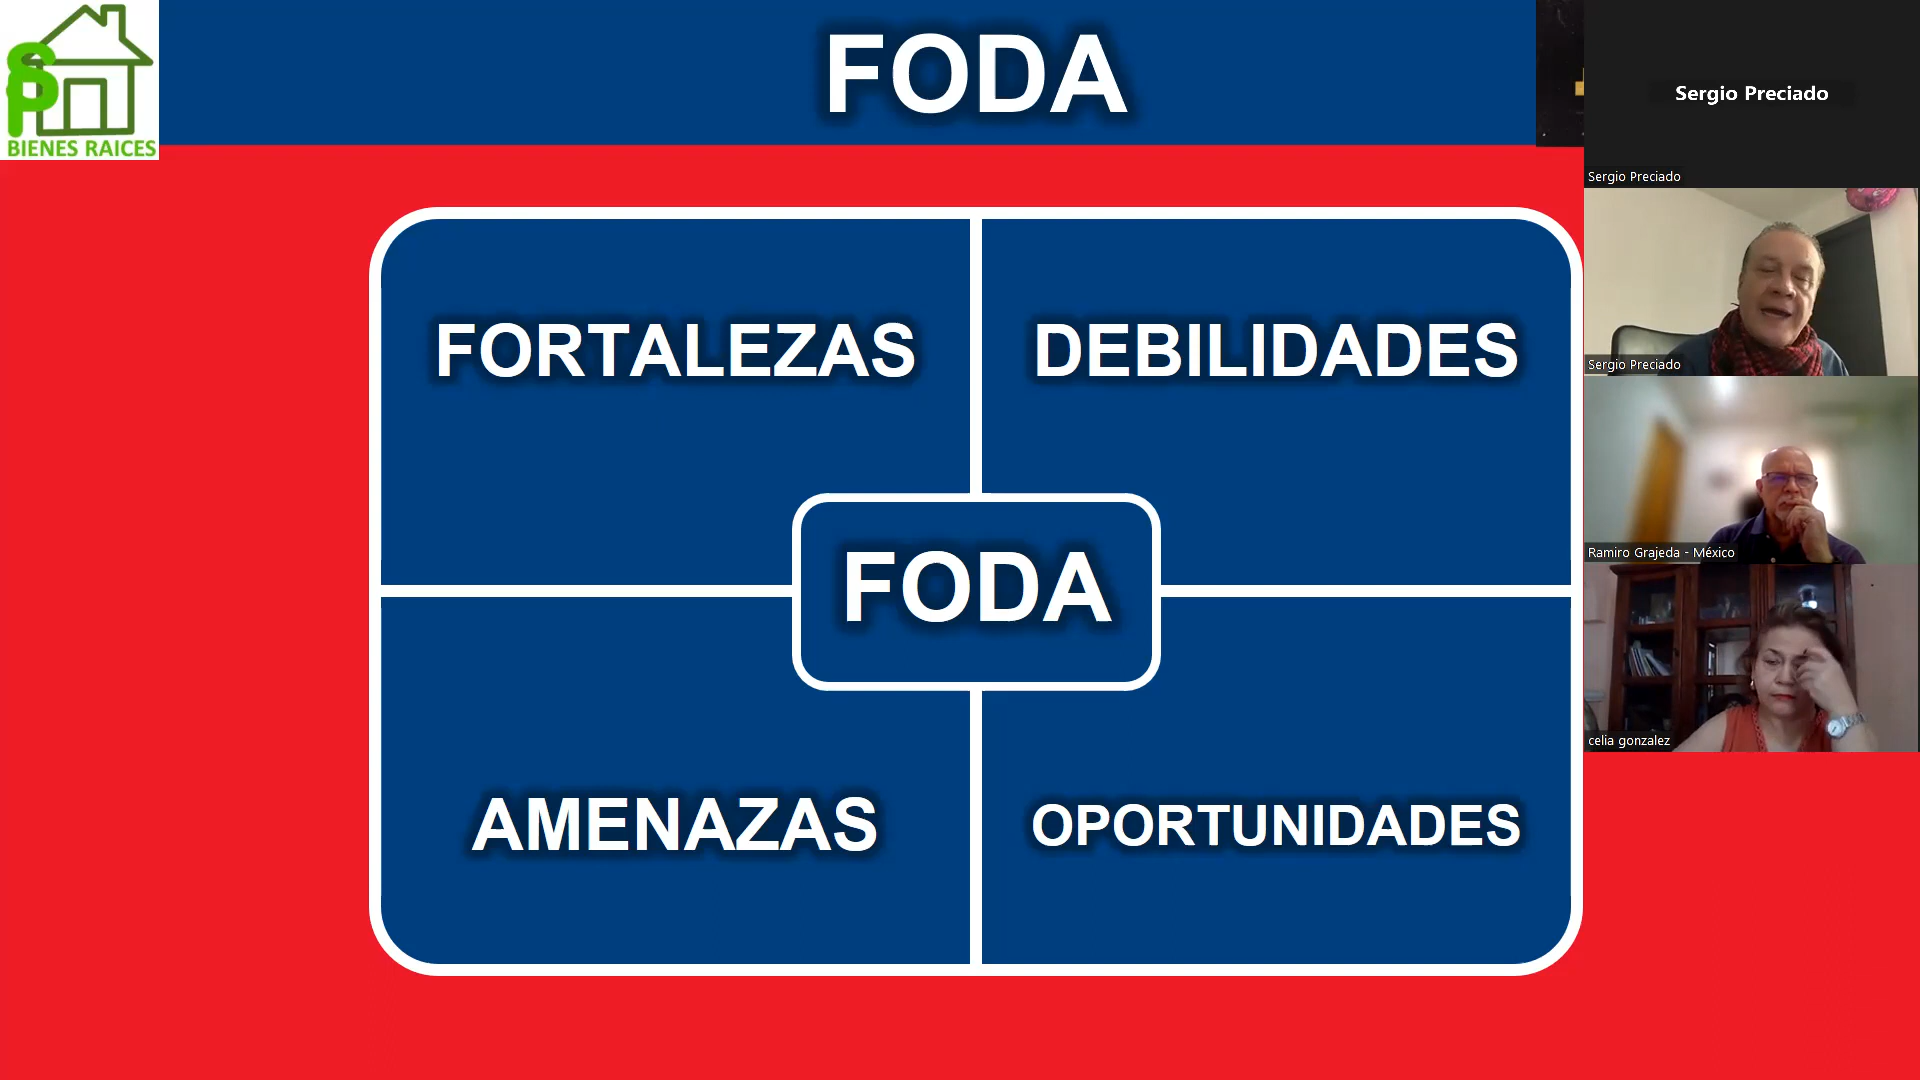 SP
BIENES RAICES
FODA
FORTALEZAS
DEBILIDADES
FODA
AMENAZAS
OPORTUNIDADES
Sergio Preciado
Sergio Preciado
Sergio Preciado
Ramiro Grajeda - México
celia gonzalez